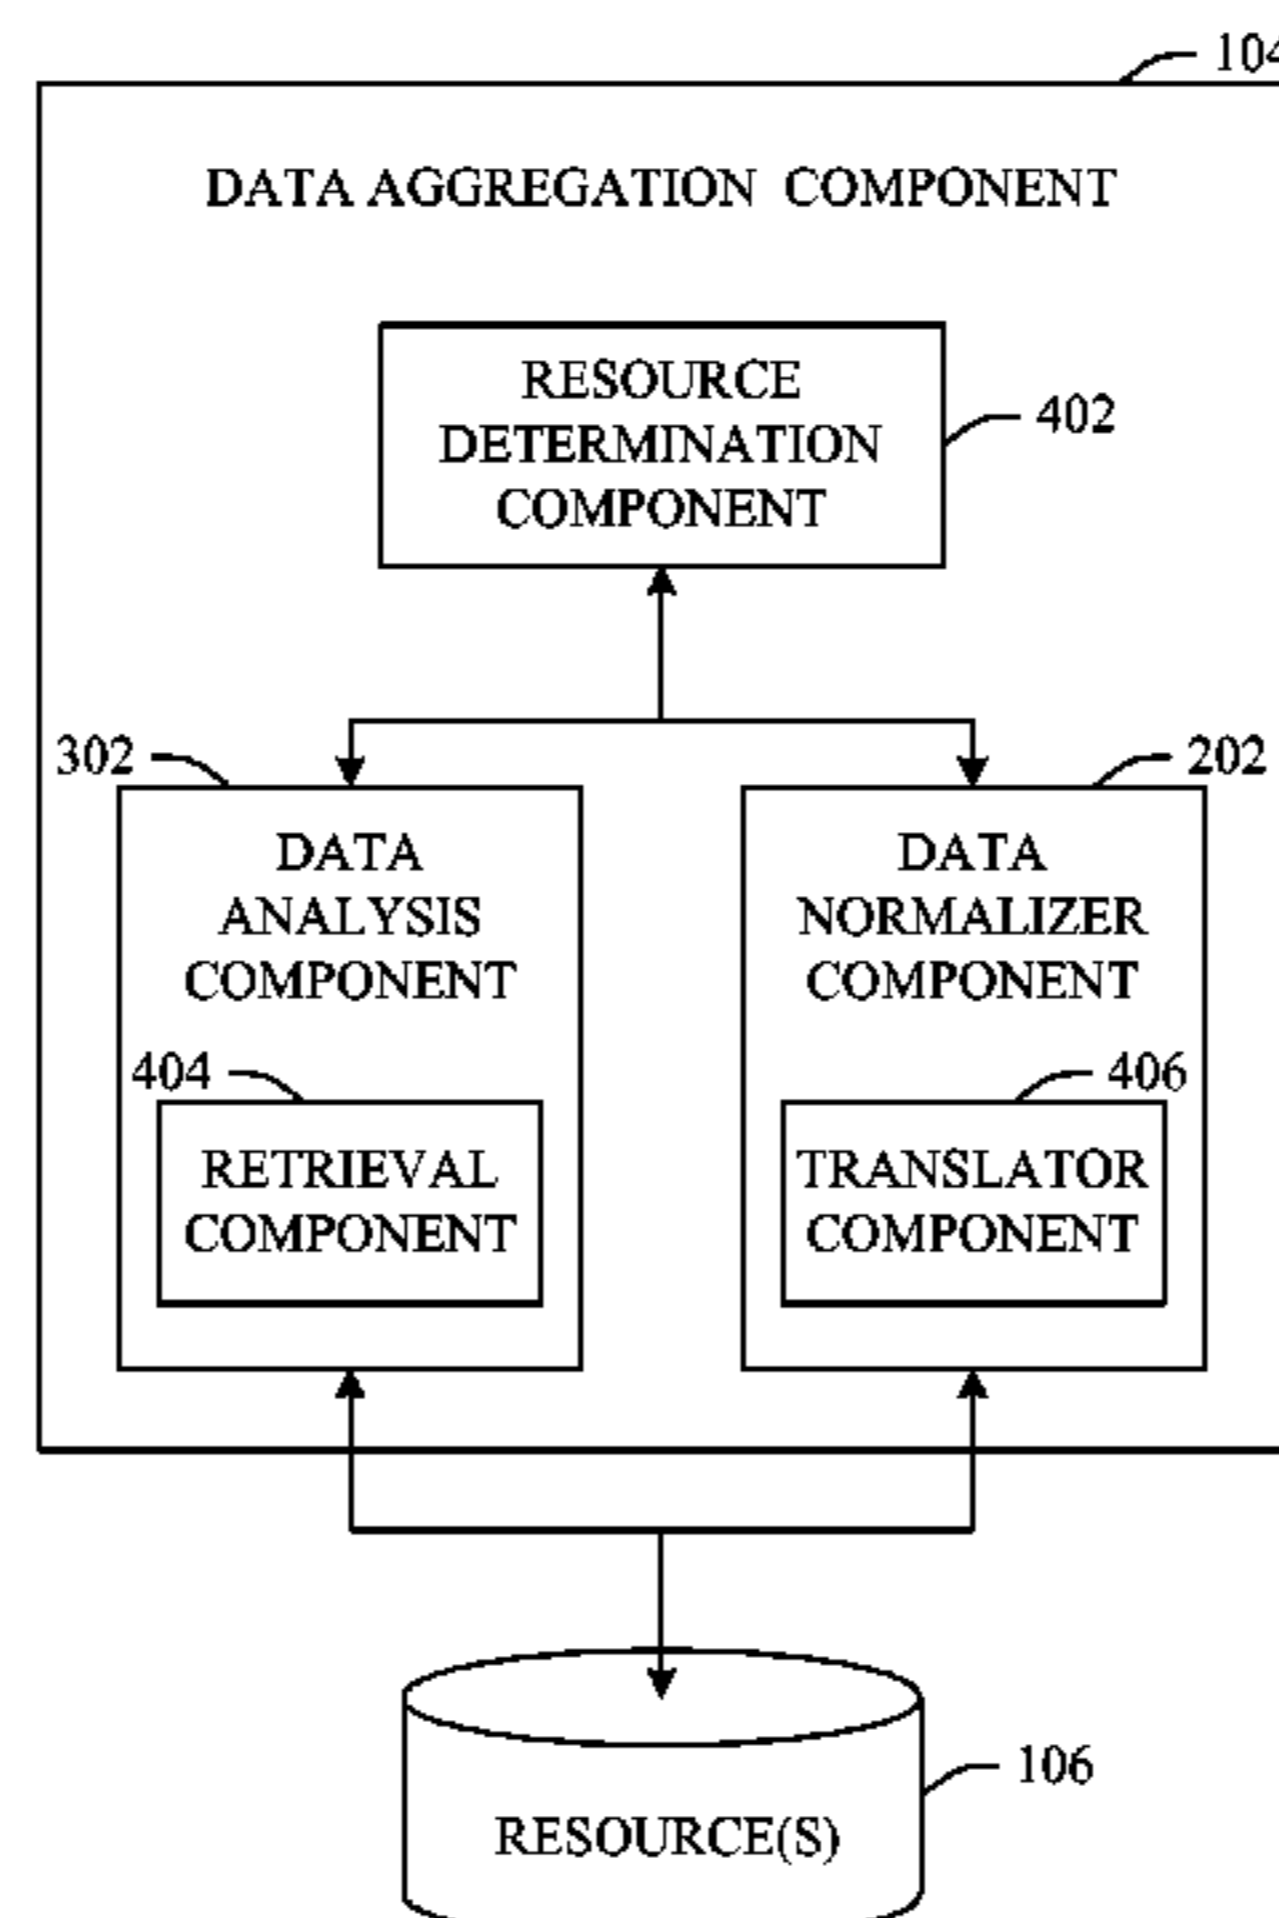 104
DATA AGGREGATION COMPONENT
RESOURCE
DETERMINATION
COMPONENT
402
302
202
DATA
ANALYSIS
COMPONENT
DATA
NORMALIZER
COMPONENT
404
406
RETRIEVAL
COMPONENT
TRANSLATOR
COMPONENT
106
RESOURCE(S)